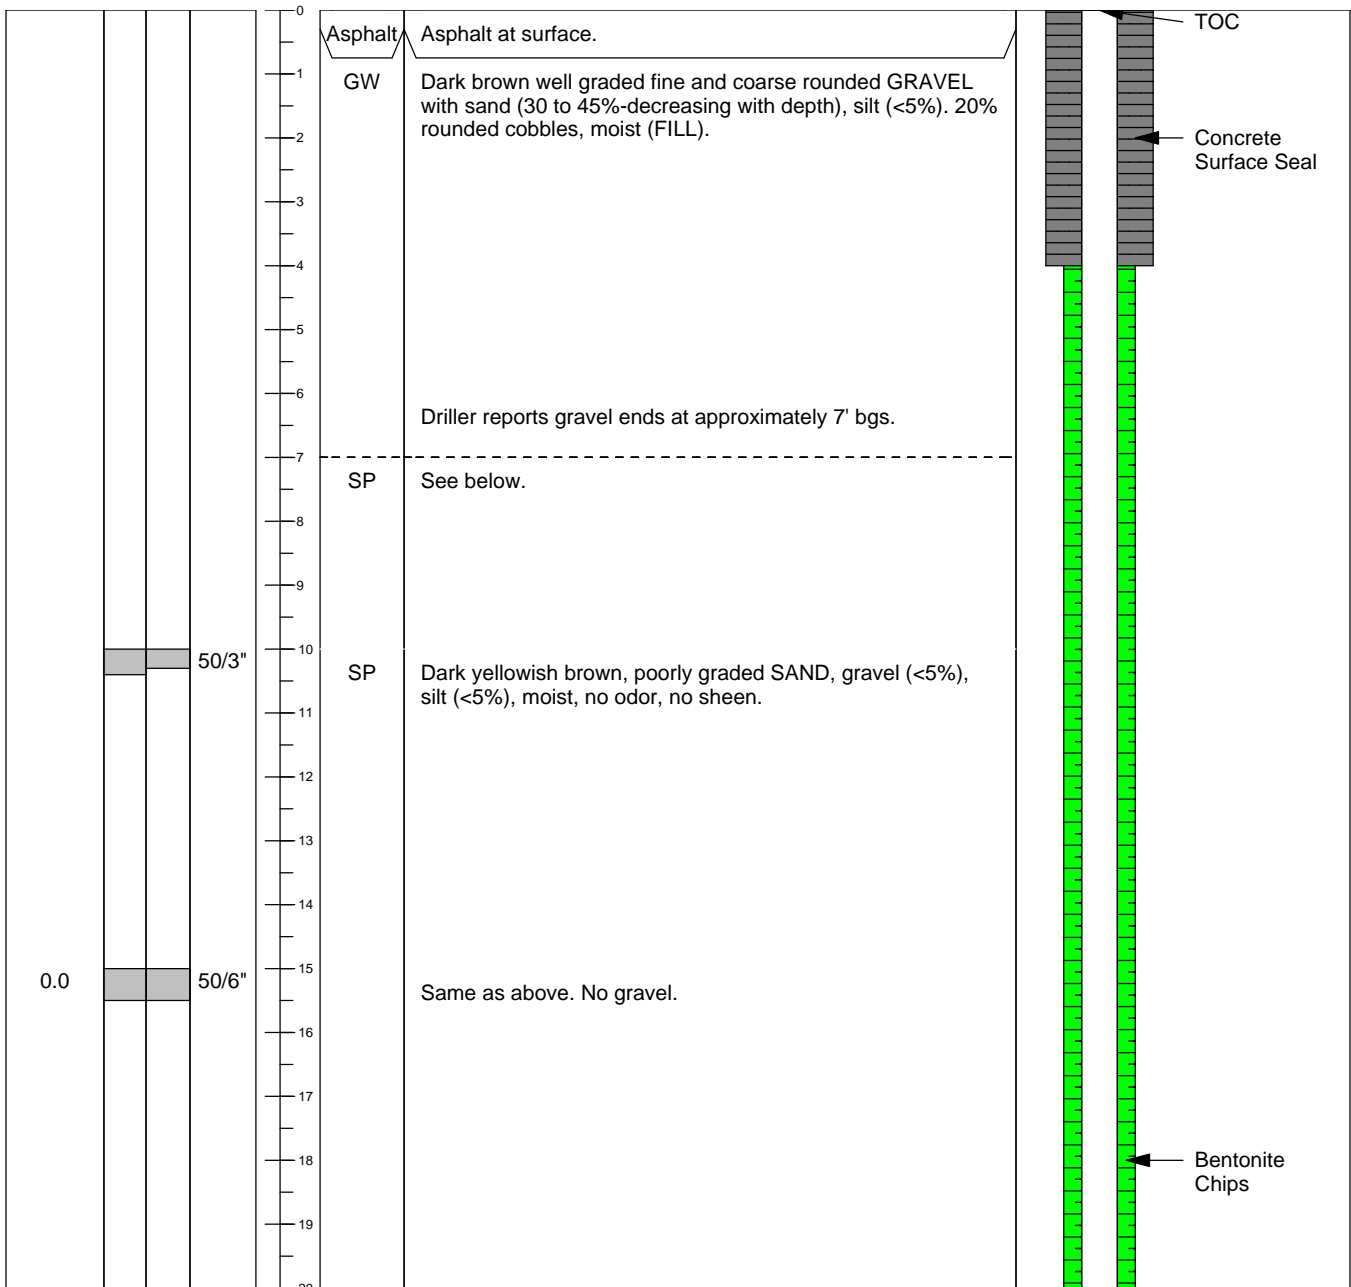 0
TOC
Asphalt
Asphalt at surface.
1
GW
Dark brown well graded fine and coarse rounded GRAVEL
with sand (30 to 45%-decreasing with depth), silt (<5%). 20%
rounded cobbles, moist (FILL).
2
Concrete
Surface Seal
3
4
5
6
Driller reports gravel ends at approximately 7' bgs.
7
SP
See below.
8
9
10
50/3"
SP
Dark yellowish brown, poorly graded SAND, gravel (<5%),
silt (<5%), moist, no odor, no sheen.
11
12
13
14
15
0.0
50/6"
Same as above. No gravel.
16
17
18
Bentonite
Chips
19
20